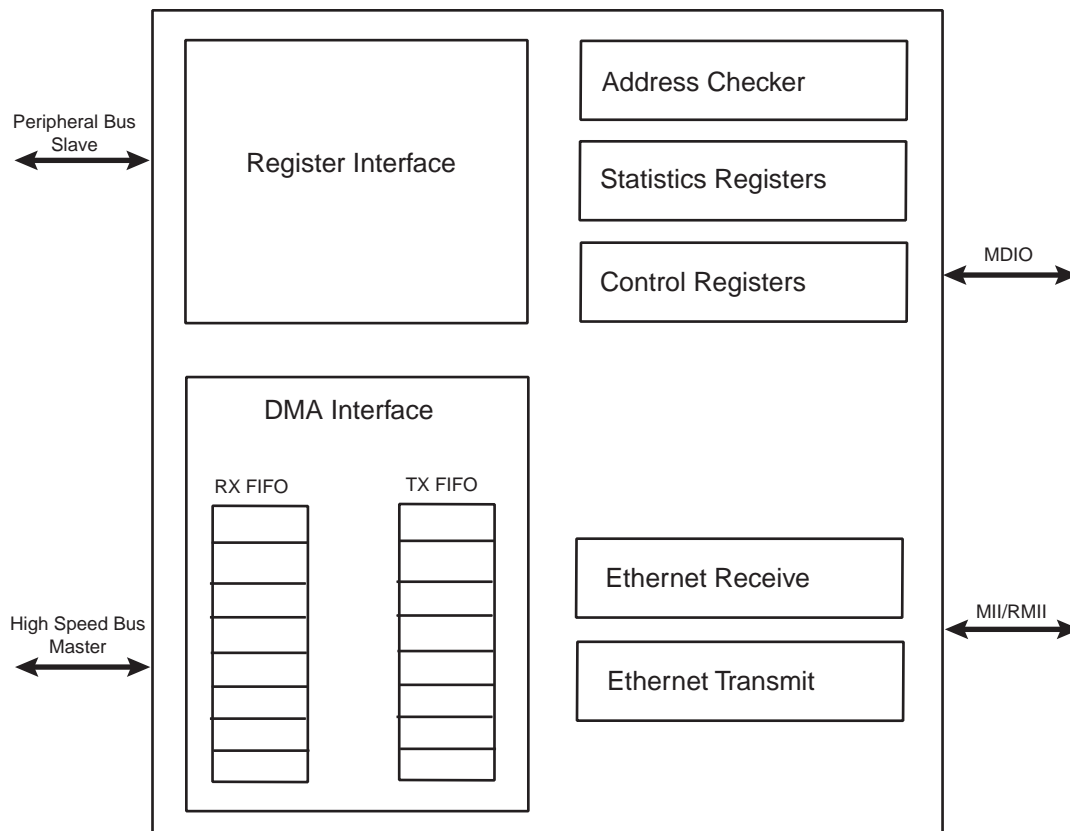 Peripheral Bus
Slave
Register Interface
Address Checker
Statistics Registers
Control Registers
MDIO
DMA Interface
RX FIFO
TX FIFO
High Speed Bus
Master
Ethernet Receive
Ethernet Transmit
MII/RMII